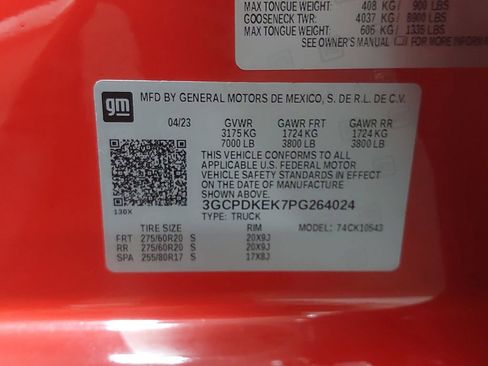 MAX TONGUE WEIGHT: 408 KG / 900 LBS
GOOSENECK TWR: 4037 KG / 8900 LBS
MAX TONGUE WEIGHT: 606 KG / 1335 LBS
SEE OWNER'S MANUAL FOR MORE INFORMATION
gm
MFD BY GENERAL MOTORS DE MEXICO, S. DE R.L. DE C.V.
04/23 GVWR GAWR FRT GAWR RR
3175 KG 1724 KG 1724 KG
7000 LB 3800 LB 3800 LB
THIS VEHICLE CONFORMS TO ALL
APPLICABLE U.S. FEDERAL MOTOR
VEHICLE SAFETY STANDARDS IN EFFECT
ON THE DATE OF MANUFACTURE
SHOWN ABOVE.
130X 3GCPDKEK7PG264024
TYPE: TRUCK MODEL: 74CK10543
TIRE SIZE RIM
FRT 275/60R20 S 20X9J
RR 275/60R20 S 20X9J
SPA 255/80R17 S 17X8J